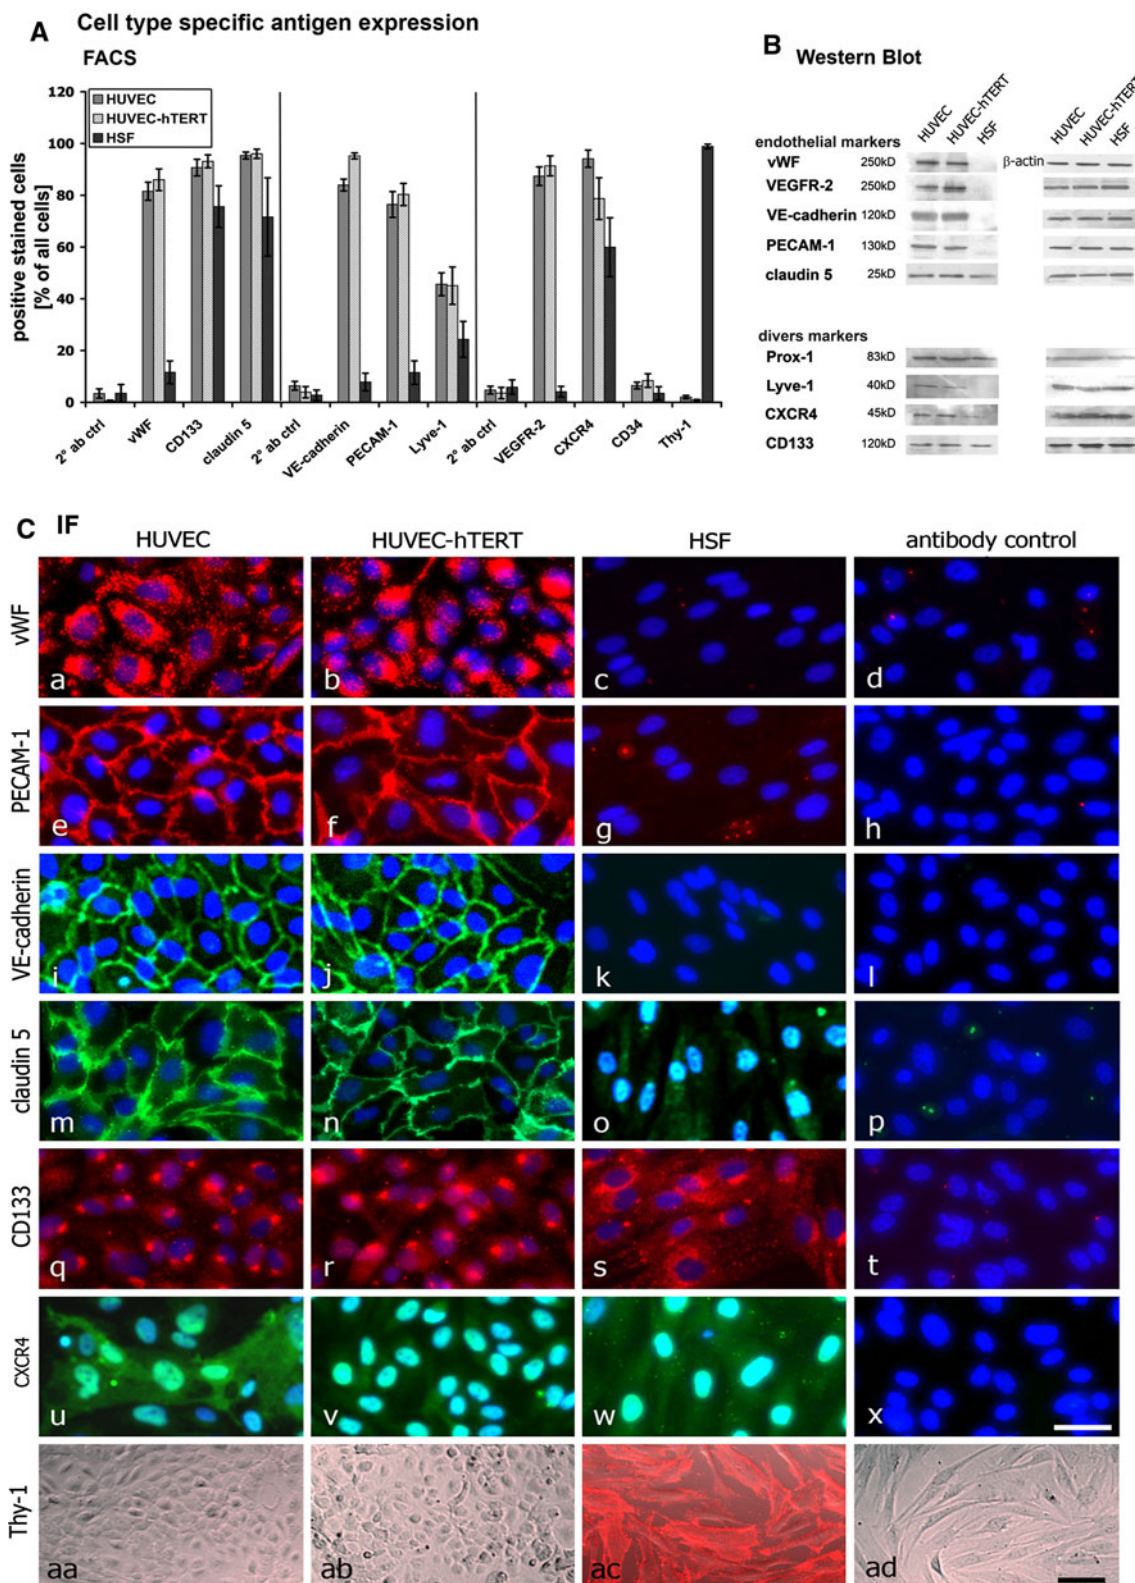 A Cell type specific antigen expression
FACS
120
100
80
60
40
20
0
positive stained cells
[% of all cells]
HUVEC
HUVEC-hTERT
HSF
2° ab ctrl
vWF
CD133
claudin 5
2° ab ctrl
VE-cadherin
PECAM-1
Lyve-1
2° ab ctrl
VEGFR-2
CXCR4
CD34
Thy-1
B Western Blot
HUVEC HUVEC-hTERT HSF HUVEC HUVEC-hTERT HSF
endothelial markers
vWF 250kD β-actin
VEGFR-2 250kD
VE-cadherin 120kD
PECAM-1 130kD
claudin 5 25kD
divers markers
Prox-1 83kD
Lyve-1 40kD
CXCR4 45kD
CD133 120kD
C IF
HUVEC HUVEC-hTERT HSF antibody control
vWF
a b c d
PECAM-1
e f g h
VE-cadherin
i j k l
claudin 5
m n o p
CD133
q r s t
CXCR4
u v w x
Thy-1
aa ab ac ad